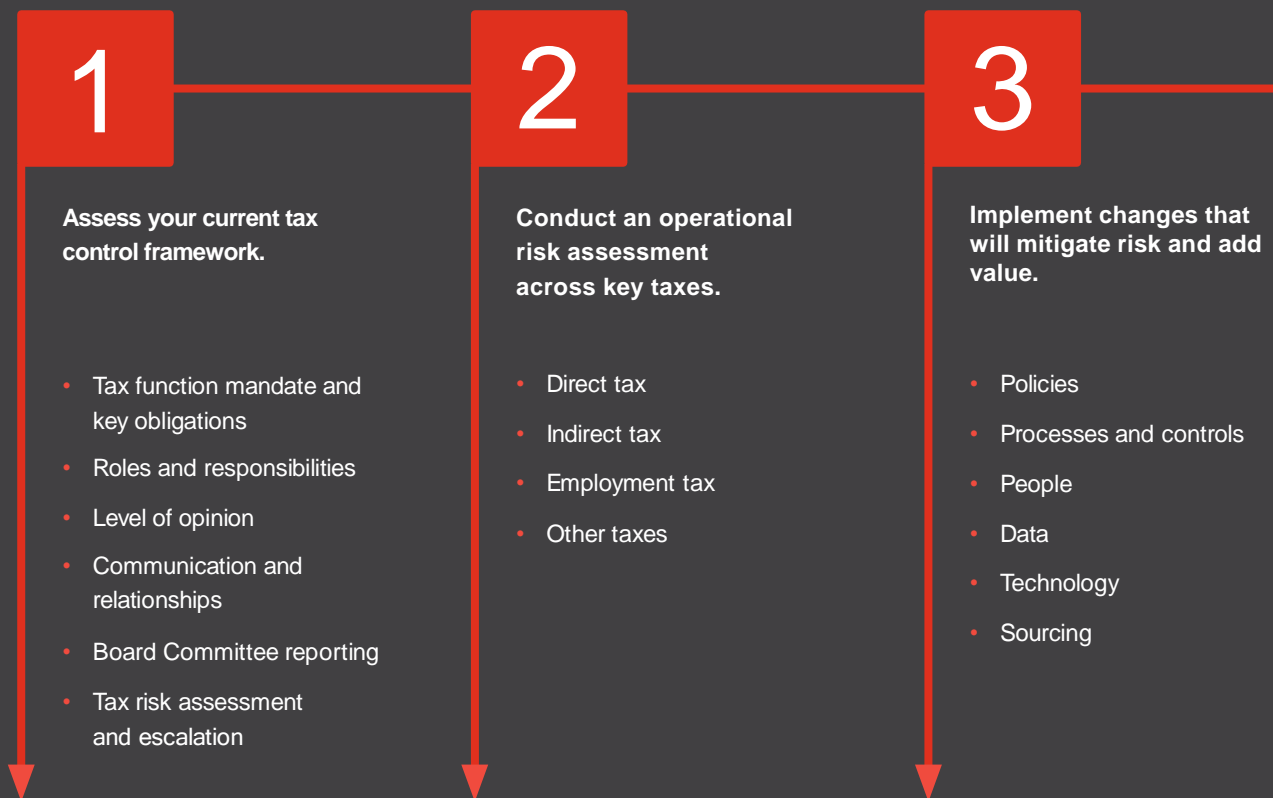 1
Assess your current tax
control framework.
• Tax function mandate and
key obligations
• Roles and responsibilities
• Level of opinion
• Communication and
relationships
• Board Committee reporting
• Tax risk assessment
and escalation
2
Conduct an operational
risk assessment
across key taxes.
• Direct tax
• Indirect tax
• Employment tax
• Other taxes
3
Implement changes that
will mitigate risk and add
value.
• Policies
• Processes and controls
• People
• Data
• Technology
• Sourcing